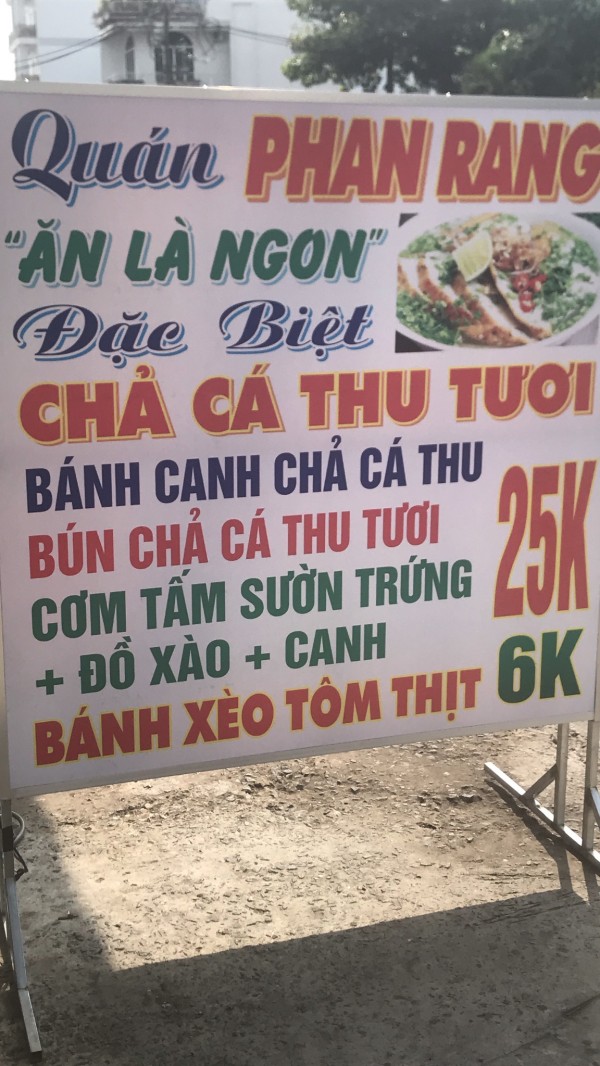 Quán PHAN RANG
"ĂN LÀ NGON"
Đặc Biệt
CHẢ CÁ THU TƯƠI
BÁNH CANH CHẢ CÁ THU
BÚN CHẢ CÁ THU TƯƠI
25K
CƠM TẤM SƯỜN TRỨNG
+ ĐỒ XÀO + CANH
BÁNH XÈO TÔM THỊT 6K